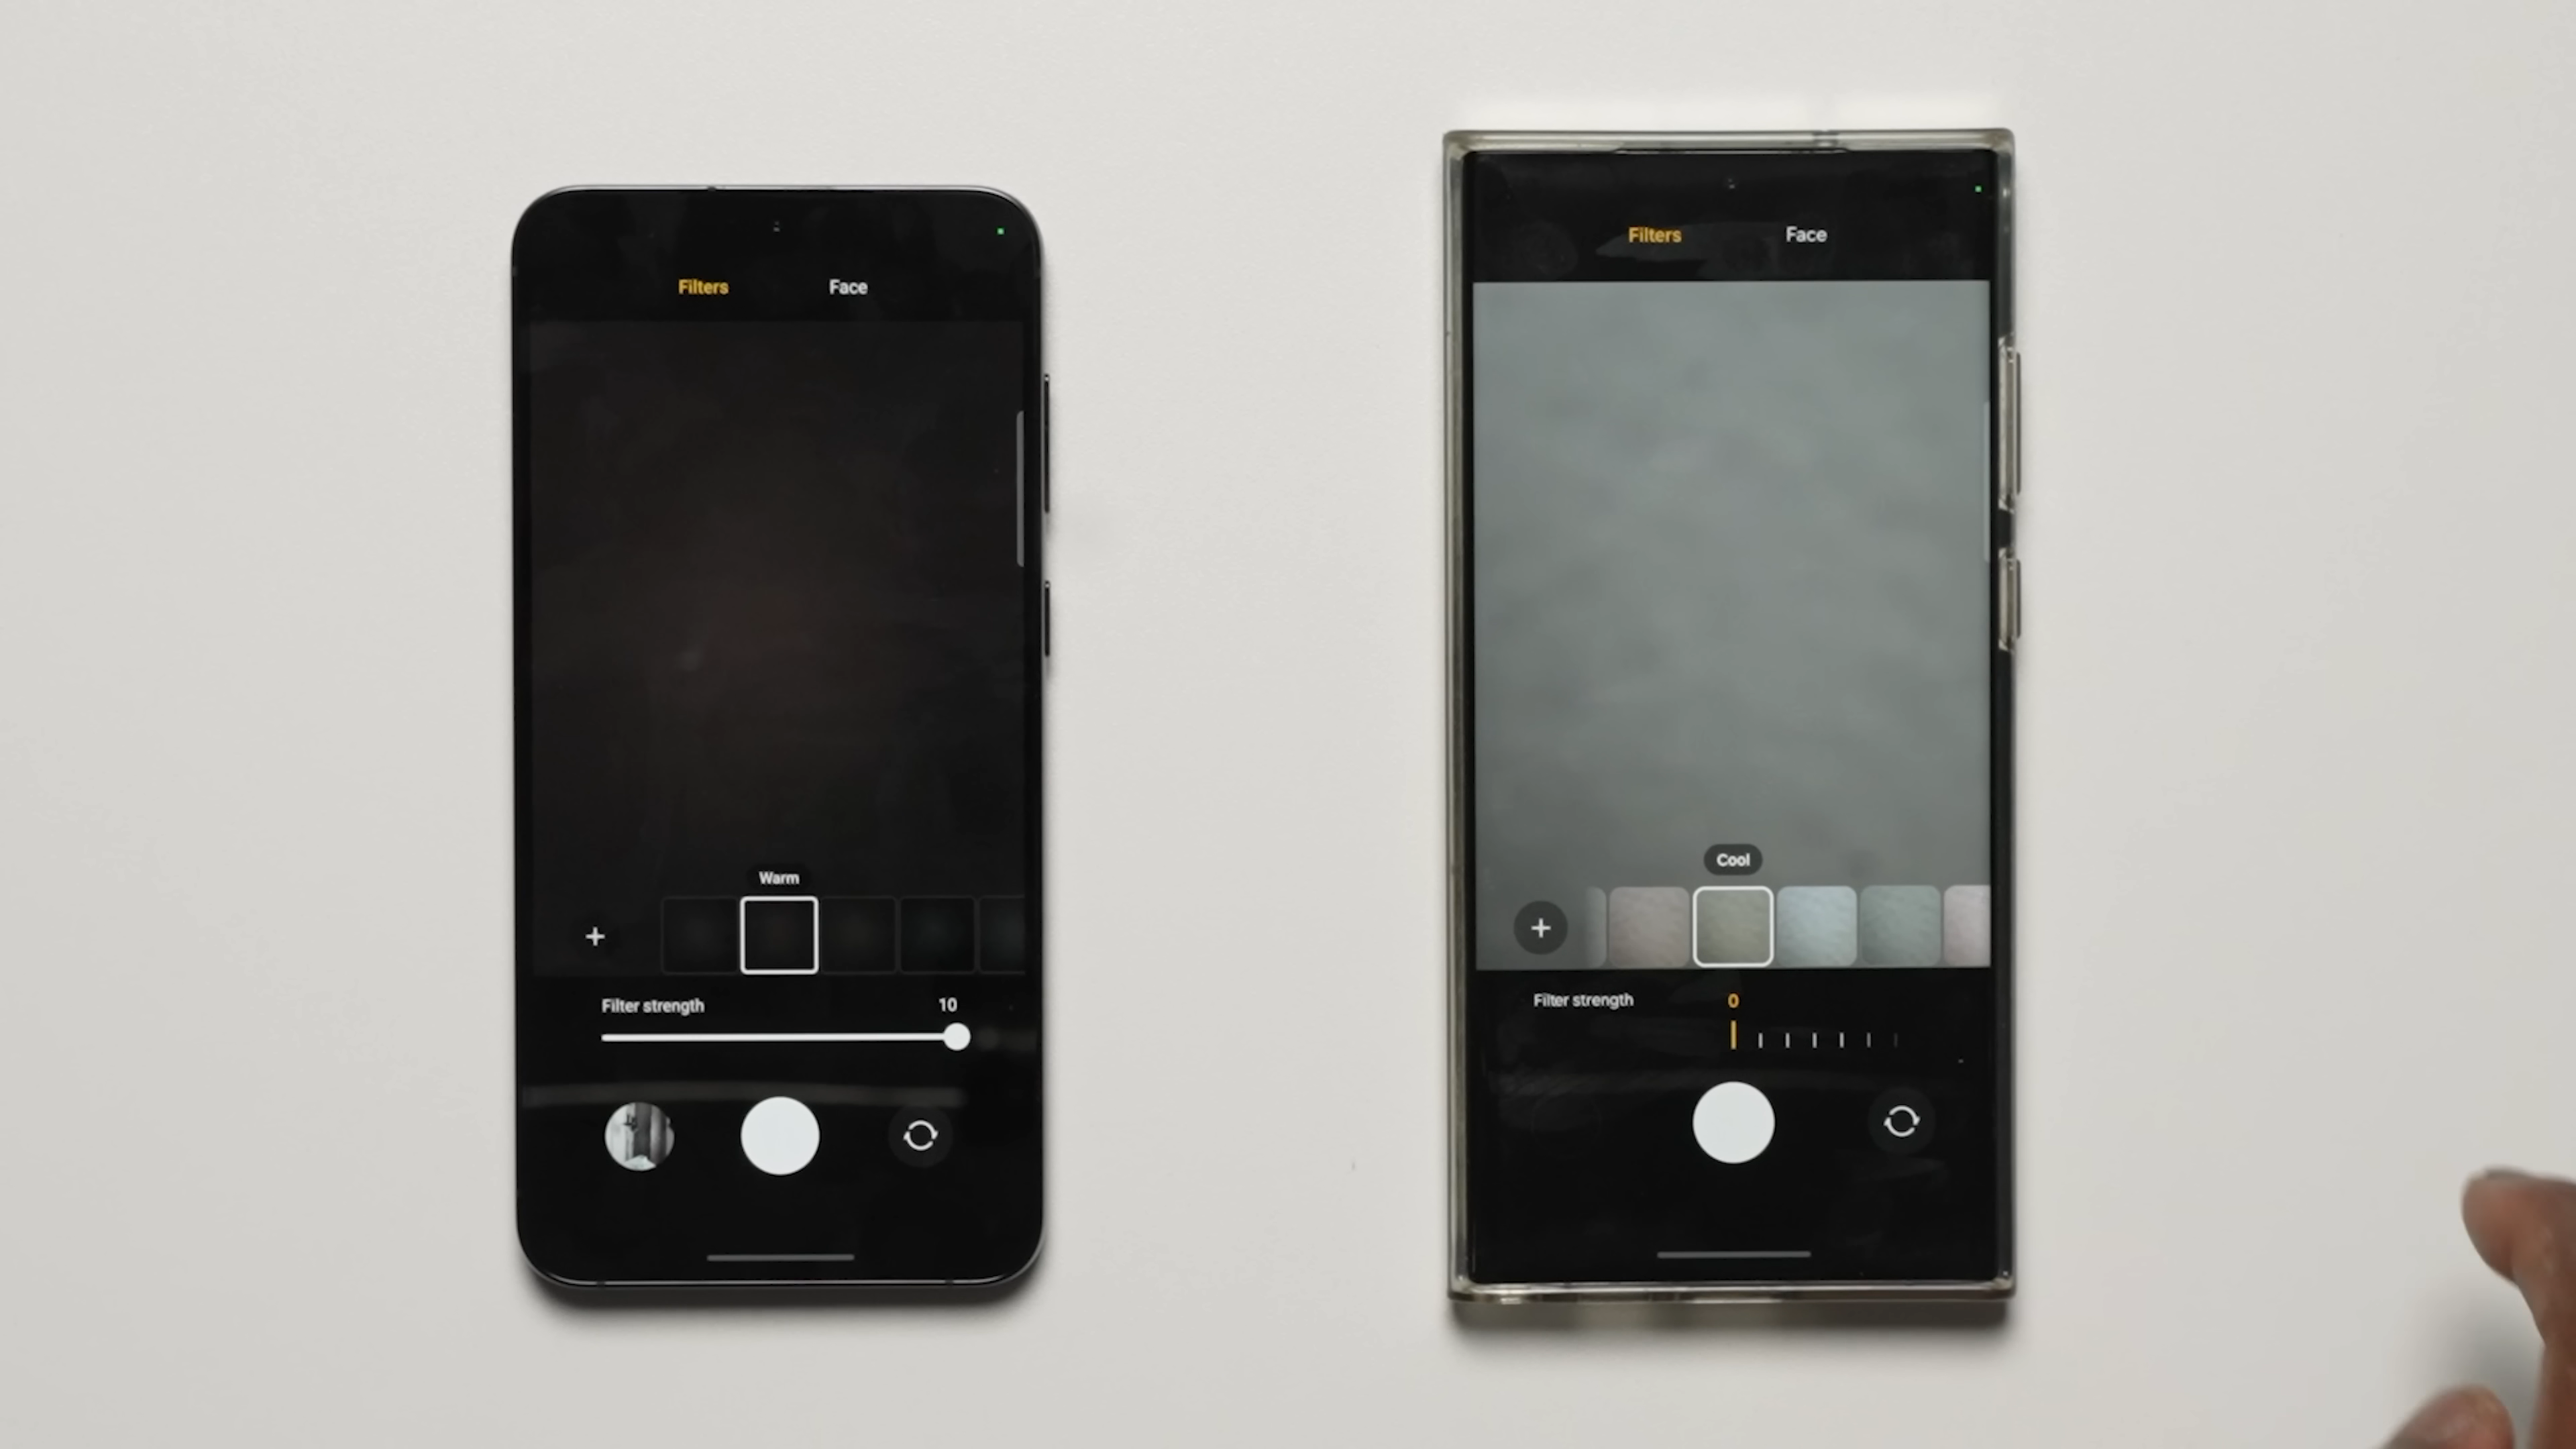 Filters Face
Warm
+
Filter strength 10
Filters Face
Cool
+
Filter strength 0